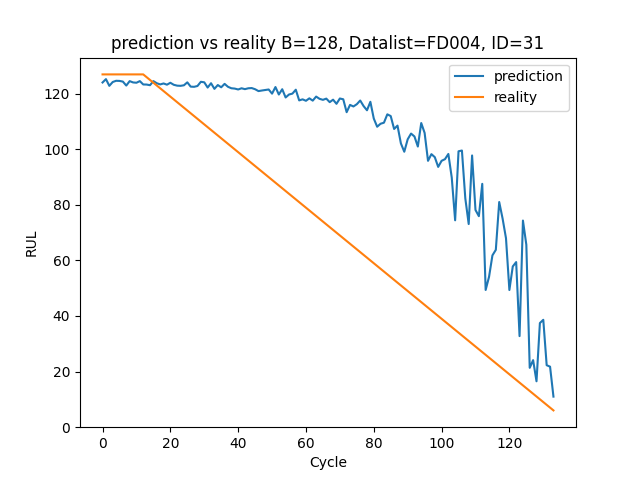 prediction vs reality B=128, Datalist=FD004, ID=31
prediction
reality
RUL
120
100
80
60
40
20
0
0 20 40 60 80 100 120
Cycle